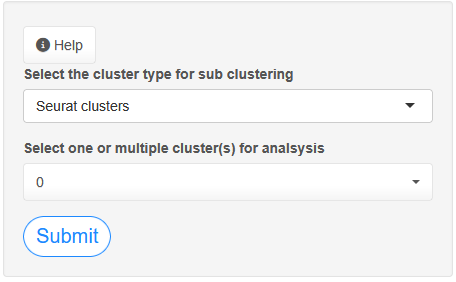 Help
Select the cluster type for sub clustering
Seurat clusters
Select one or multiple cluster(s) for analsysis
0
Submit